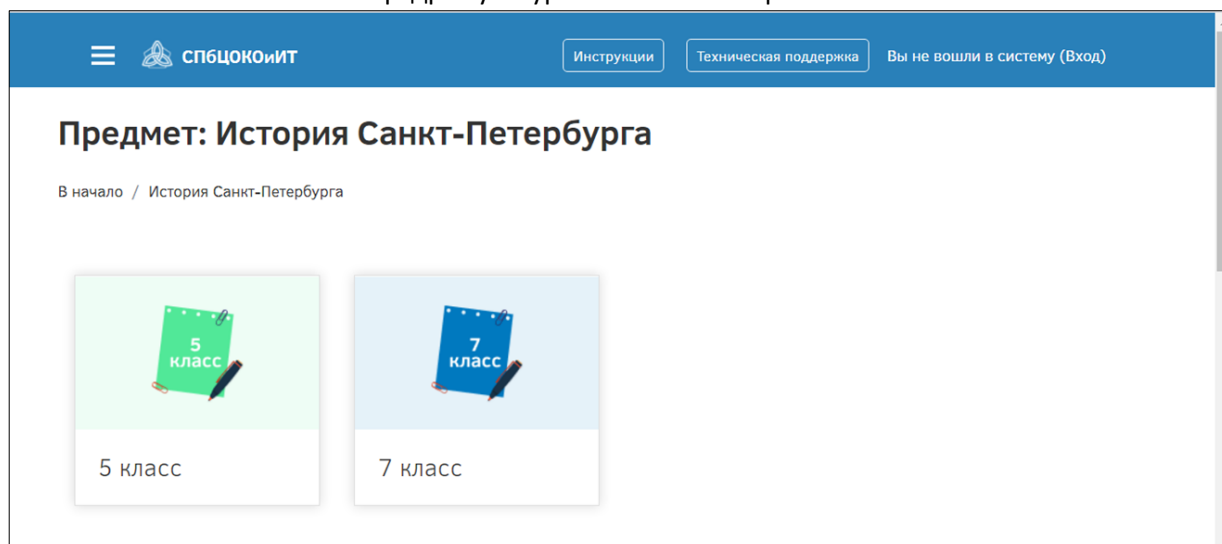 СПбЦОКОиИТ
Инструкции
Техническая поддержка
Вы не вошли в систему (Вход)
Предмет: История Санкт-Петербурга
В начало / История Санкт-Петербурга
5
класс
7
класс
5 класс
7 класс